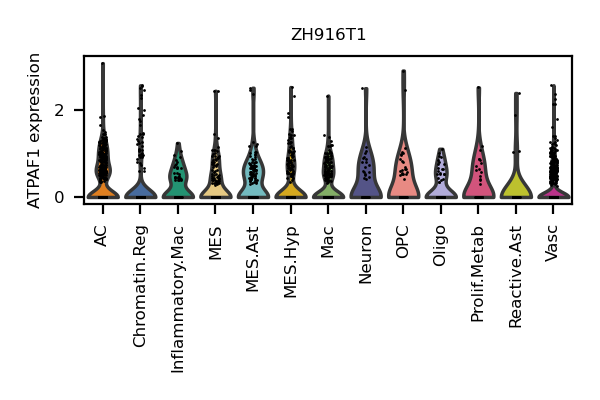 ZH916T1
ATPAF1 expression
2
0
AC
Chromatin.Reg
Inflammatory.Mac
MES
MES.Ast
MES.Hyp
Mac
Neuron
OPC
Oligo
Prolif.Metab
Reactive.Ast
Vasc